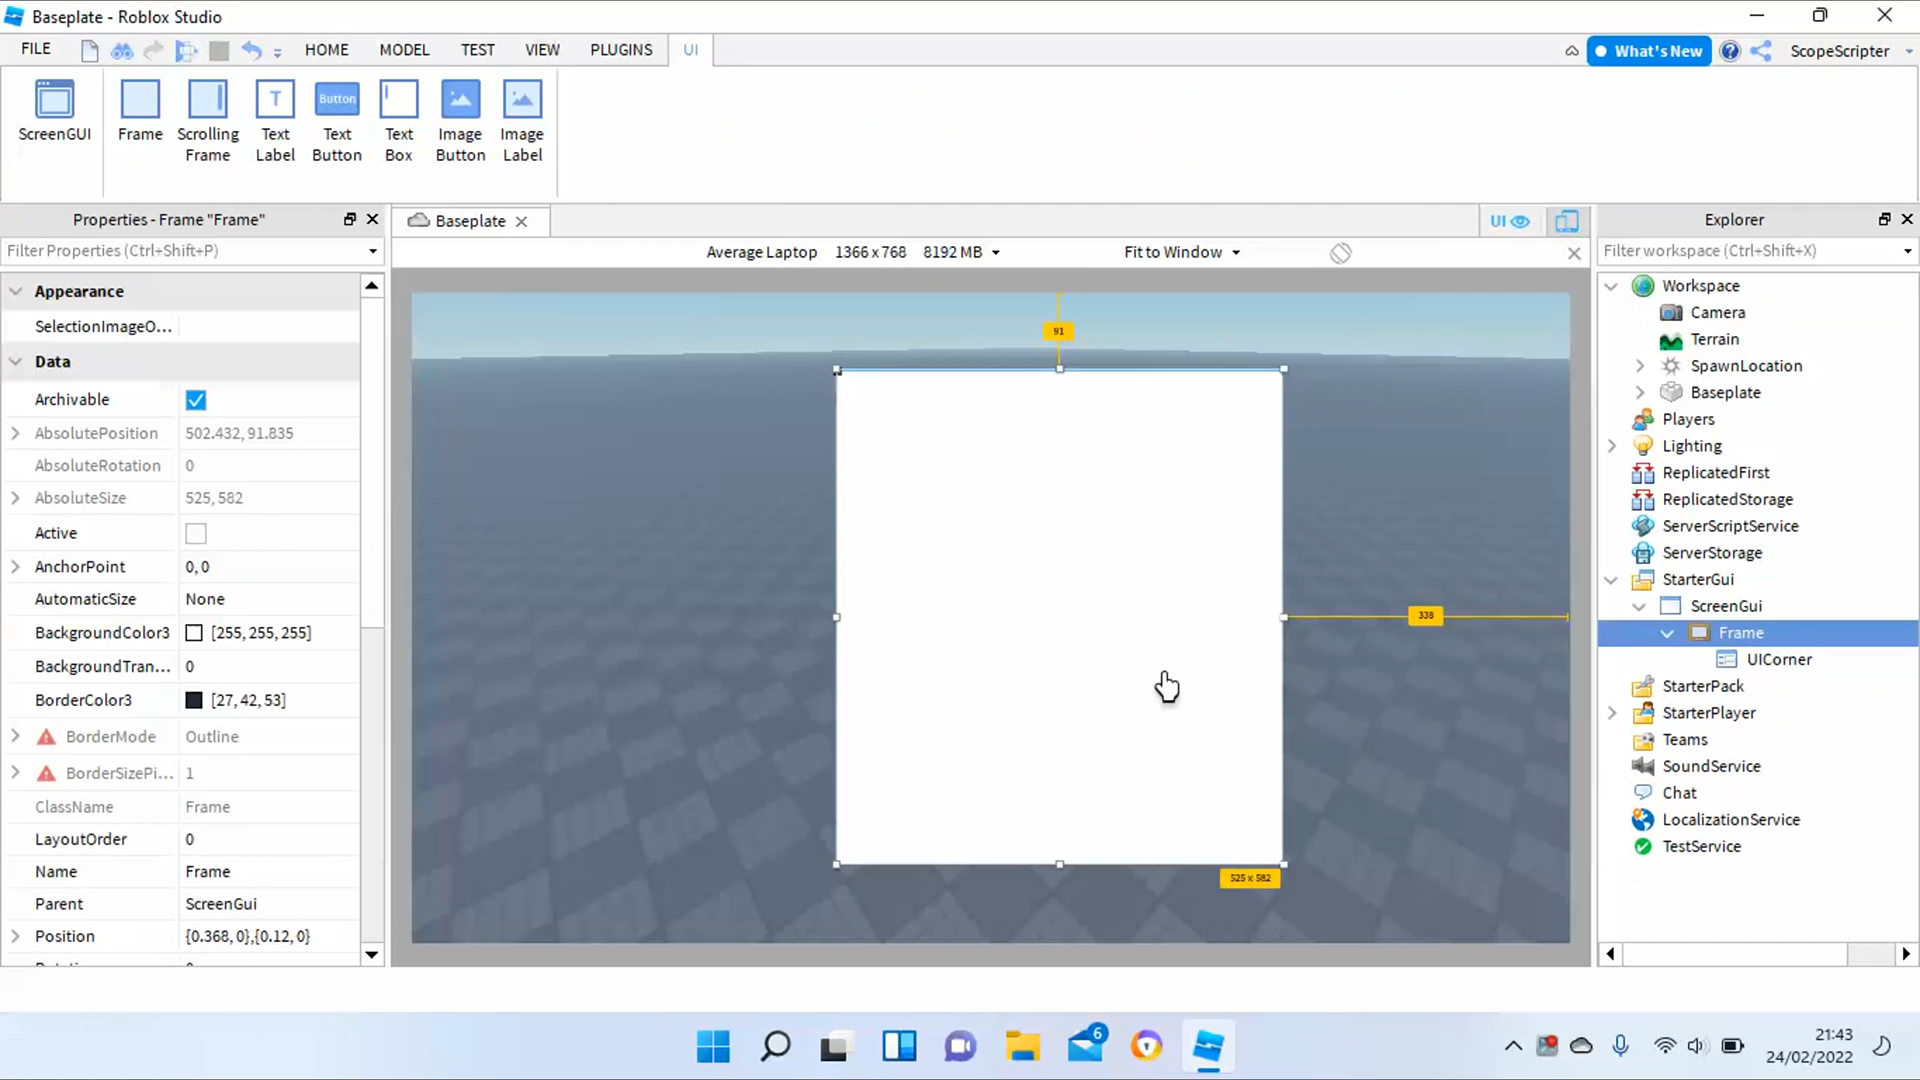 Baseplate - Roblox Studio
FILE HOME MODEL TEST VIEW PLUGINS UI What's New ScopeScripter
ScreenGUI
Frame
Scrolling Frame
Text Label
Button
Text Button
Text Box
Image Button
Image Label
T
Properties - Frame "Frame"
Filter Properties (Ctrl+Shift+P)
Appearance
SelectionImageO...
Data
Archivable
AbsolutePosition 502.432, 91.835
AbsoluteRotation 0
AbsoluteSize 525, 582
Active
AnchorPoint 0, 0
AutomaticSize None
BackgroundColor3 [255, 255, 255]
BackgroundTran... 0
BorderColor3 [27, 42, 53]
BorderMode Outline
BorderSizePi... 1
ClassName Frame
LayoutOrder 0
Name Frame
Parent ScreenGui
Position {0.368, 0},{0.12, 0}
Baseplate
UI
Average Laptop 1366 x 768 8192 MB Fit to Window
91
338
525 x 582
Explorer
Filter workspace (Ctrl+Shift+X)
Workspace
Camera
Terrain
SpawnLocation
Baseplate
Players
Lighting
ReplicatedFirst
ReplicatedStorage
ServerScriptService
ServerStorage
StarterGui
ScreenGui
Frame
UICorner
StarterPack
StarterPlayer
Teams
SoundService
Chat
LocalizationService
TestService
6
21:43
24/02/2022